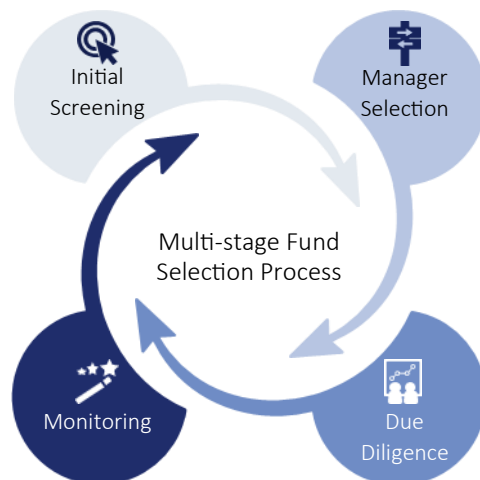 Initial
Screening
Manager
Selection
Multi-stage Fund
Selection Process
Monitoring
Due
Diligence